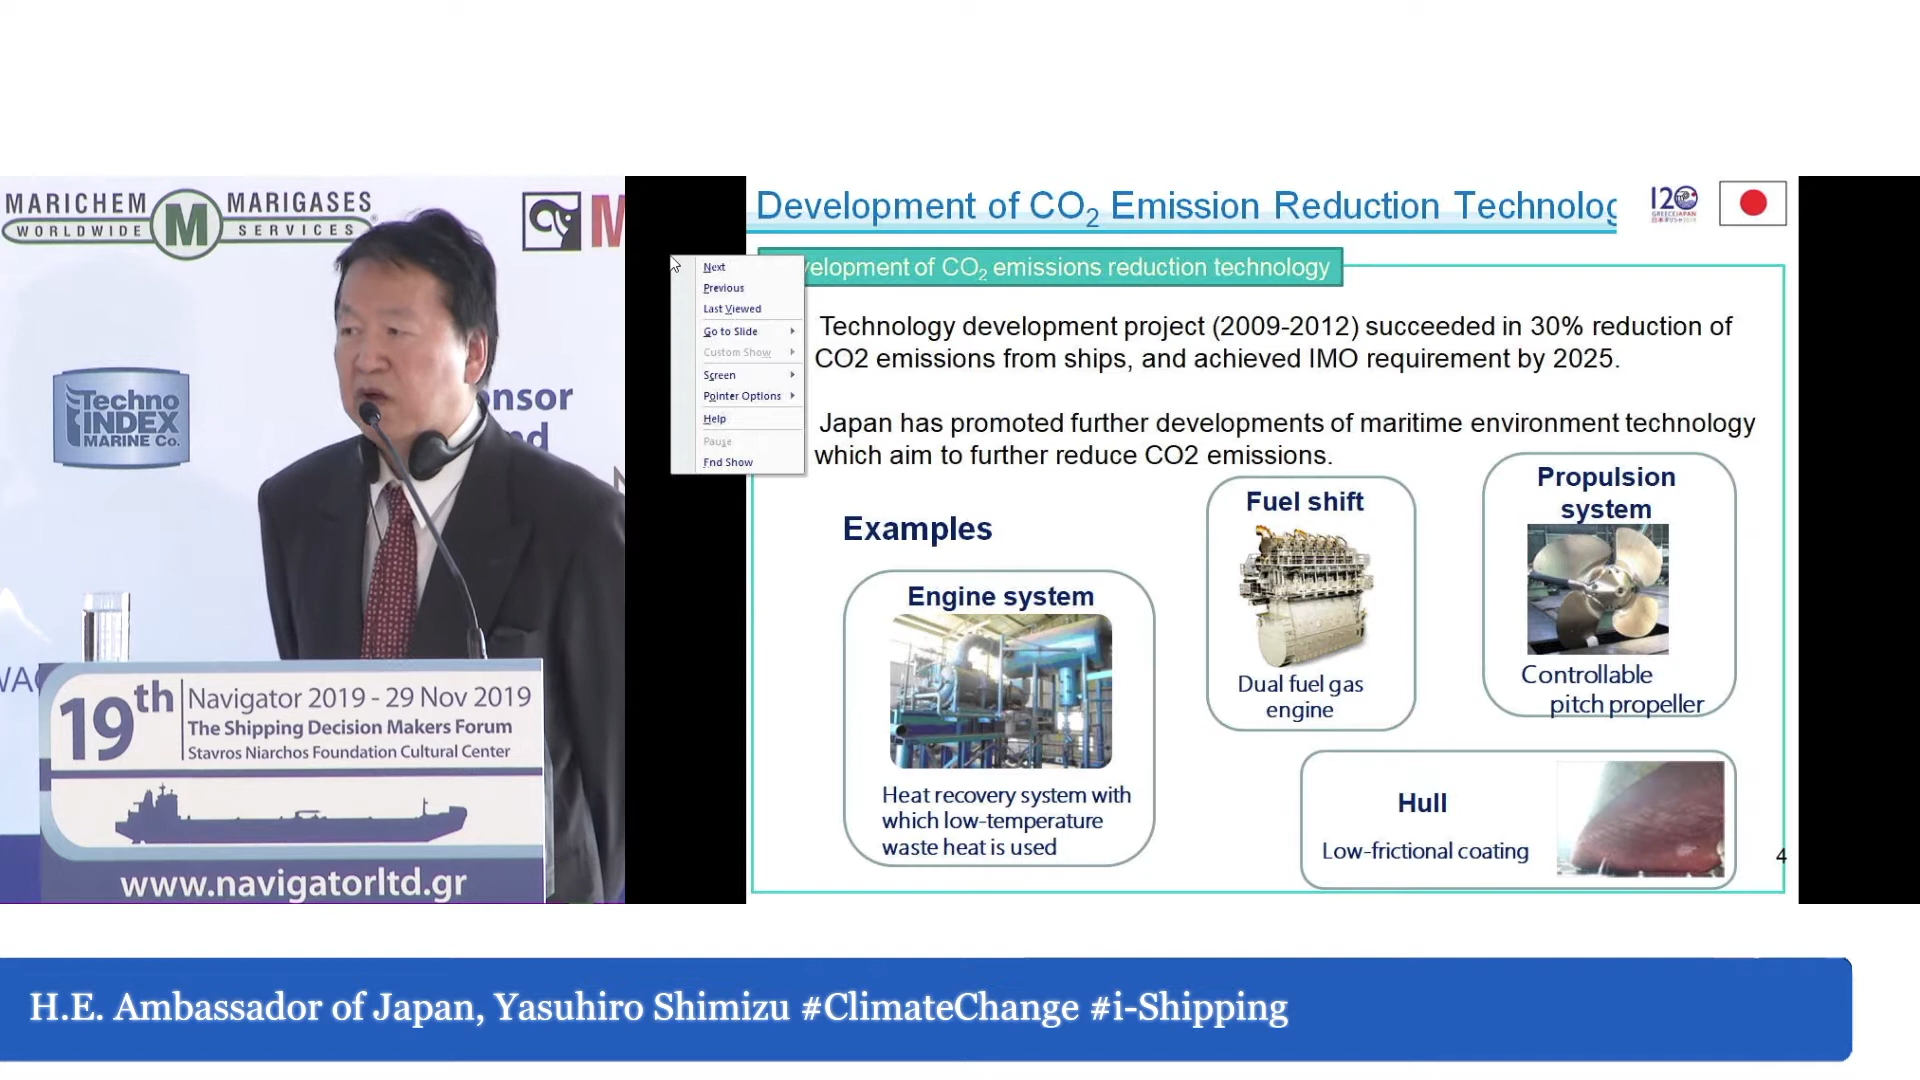 MARICHEM
WORLDWIDE
M
MARIGASES
SERVICES
M
Techno
INDEX
MARINE Co.
nsor
nd
19th
Navigator 2019 - 29 Nov 2019
The Shipping Decision Makers Forum
Stavros Niarchos Foundation Cultural Center
www.navigatorltd.gr
Development of CO2 Emission Reduction Technolog
120
GREECE JAPAN
velopment of CO2 emissions reduction technology
Next
Previous
Last Viewed
Go to Slide
Custom Show
Screen
Pointer Options
Help
Pause
End Show
Technology development project (2009-2012) succeeded in 30% reduction of
CO2 emissions from ships, and achieved IMO requirement by 2025.
Japan has promoted further developments of maritime environment technology
which aim to further reduce CO2 emissions.
Examples
Engine system
Heat recovery system with
which low-temperature
waste heat is used
Fuel shift
Dual fuel gas
engine
Propulsion
system
Controllable
pitch propeller
Hull
Low-frictional coating
4
H.E. Ambassador of Japan, Yasuhiro Shimizu #ClimateChange #i-Shipping